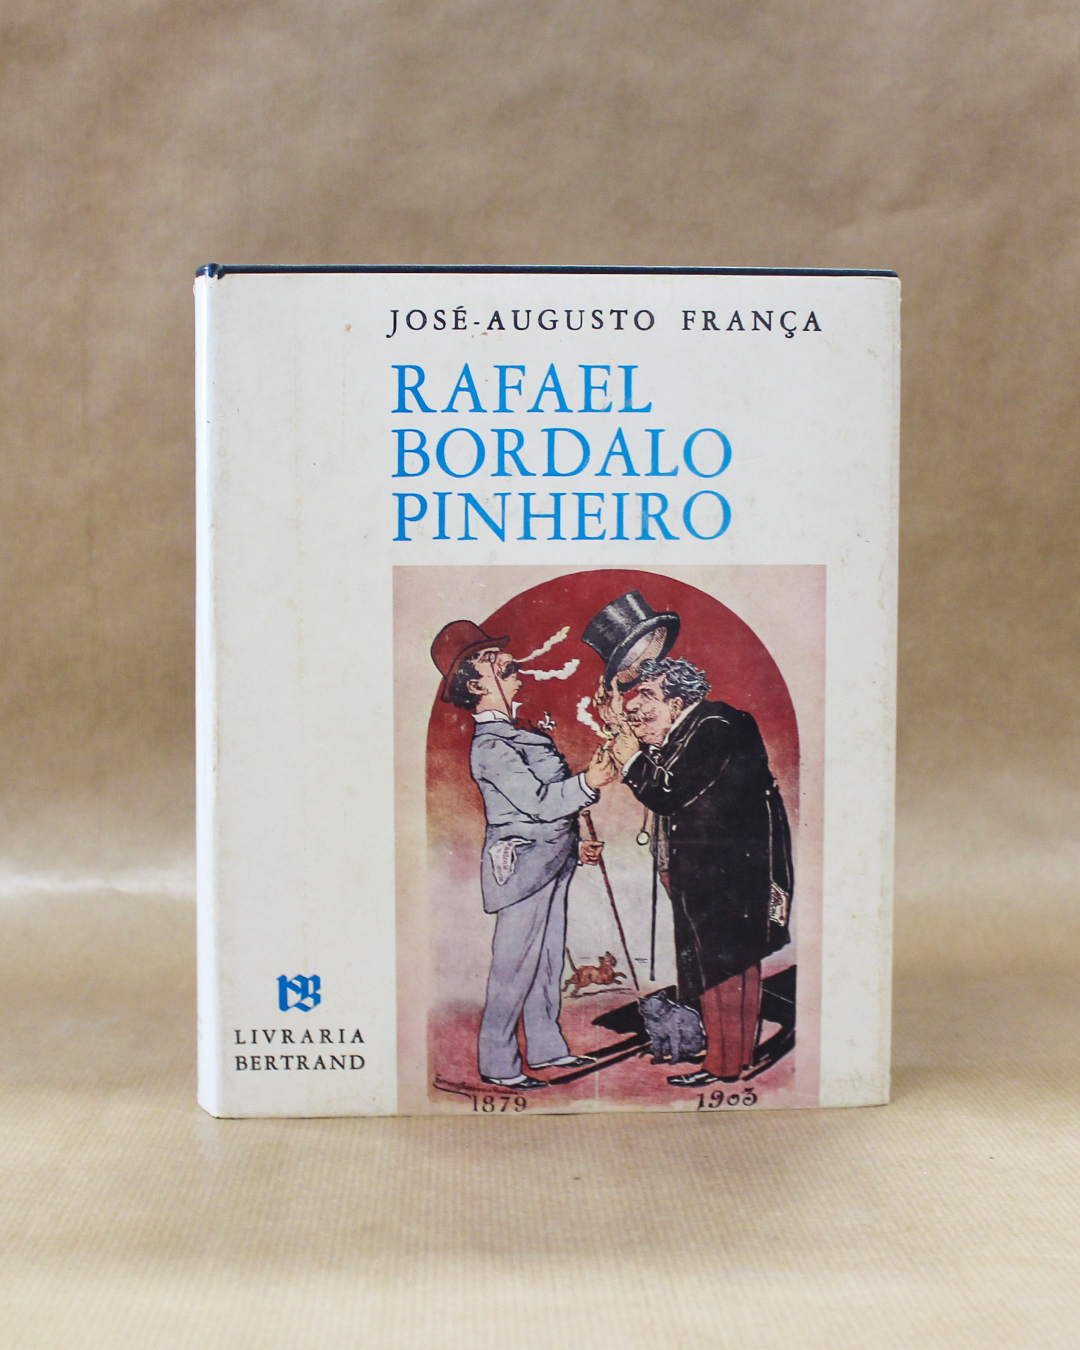 JOSÉ-AUGUSTO FRANÇA
RAFAEL
BORDALO
PINHEIRO
LIVRARIA
BERTRAND
1879
1903